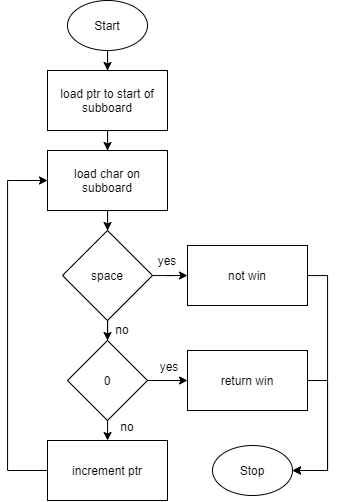 Start
load ptr to start of
subboard
load char on
subboard
space
yes
not win
no
0
yes
return win
no
increment ptr
Stop